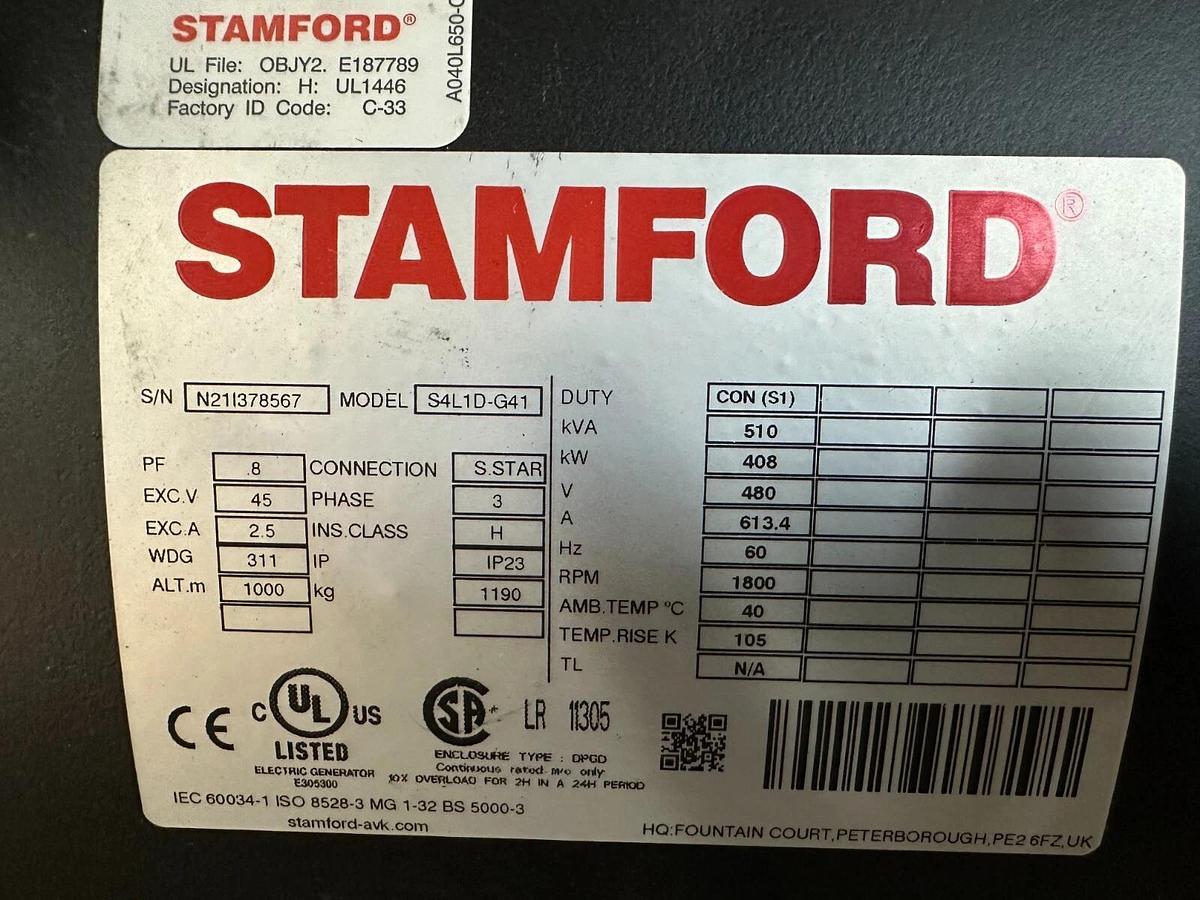 STAMFORD®
UL File: OBJY2. E187789
Designation: H: UL1446
Factory ID Code: C-33
STAMFORD®
S/N N21I378567 MODEL S4L1D-G41
PF .8 CONNECTION S.STAR
EXC.V 45 PHASE 3
EXC.A 2.5 INS.CLASS H
WDG 311 IP IP23
ALT.m 1000 kg 1190
DUTY CON (S1)
kVA 510
kW 408
V 480
A 613.4
Hz 60
RPM 1800
AMB.TEMP ºC 40
TEMP.RISE K 105
TL N/A
CE
C UL US
LISTED
ELECTRIC GENERATOR
E305300
SA LR 11305
ENCLOSURE TYPE : DPGD
Continuous rated m/c only
10% OVERLOAD FOR 2H IN A 24H PERIOD
IEC 60034-1 ISO 8528-3 MG 1-32 BS 5000-3
stamford-avk.com
HQ:FOUNTAIN COURT,PETERBOROUGH,PE2 6FZ,UK